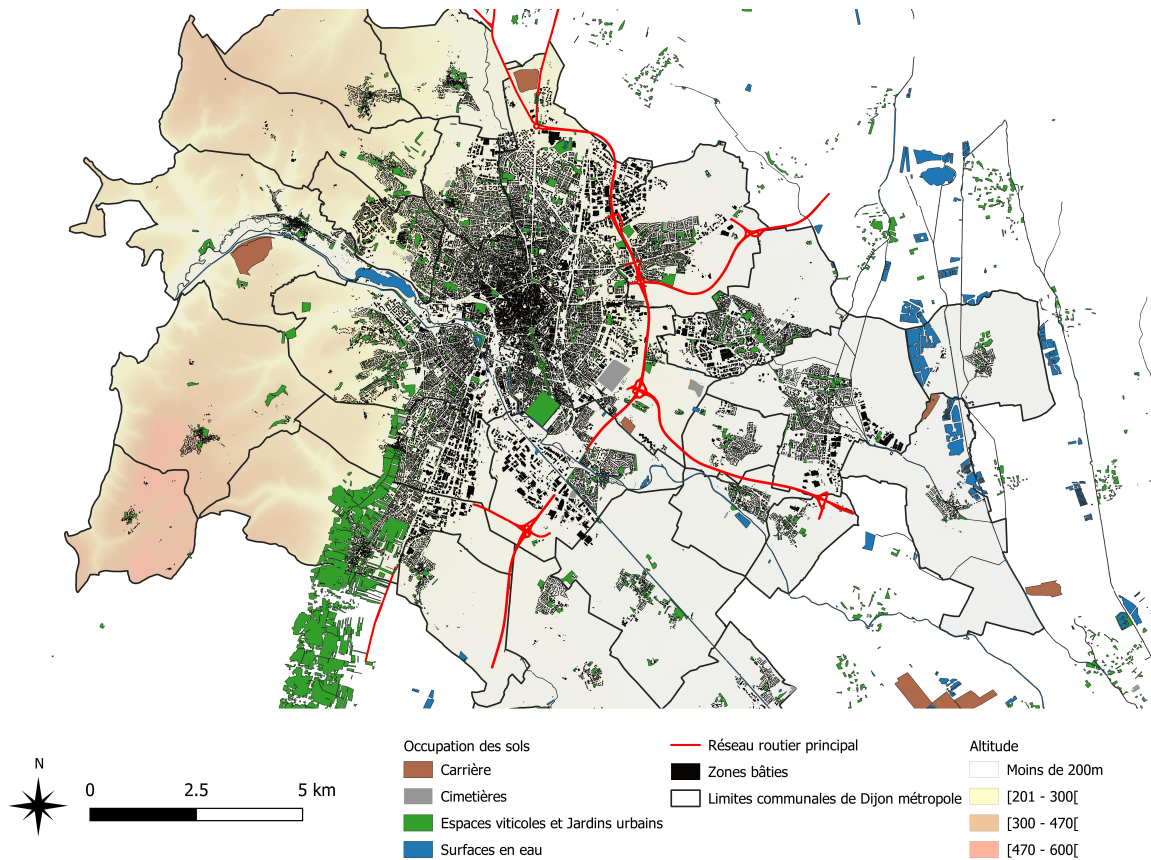 N
0 2.5 5 km
Occupation des sols
Carrière
Cimetières
Espaces viticoles et Jardins urbains
Surfaces en eau
Réseau routier principal
Zones bâties
Limites communales de Dijon métropole
Altitude
Moins de 200m
[201 - 300[
[300 - 470[
[470 - 600[